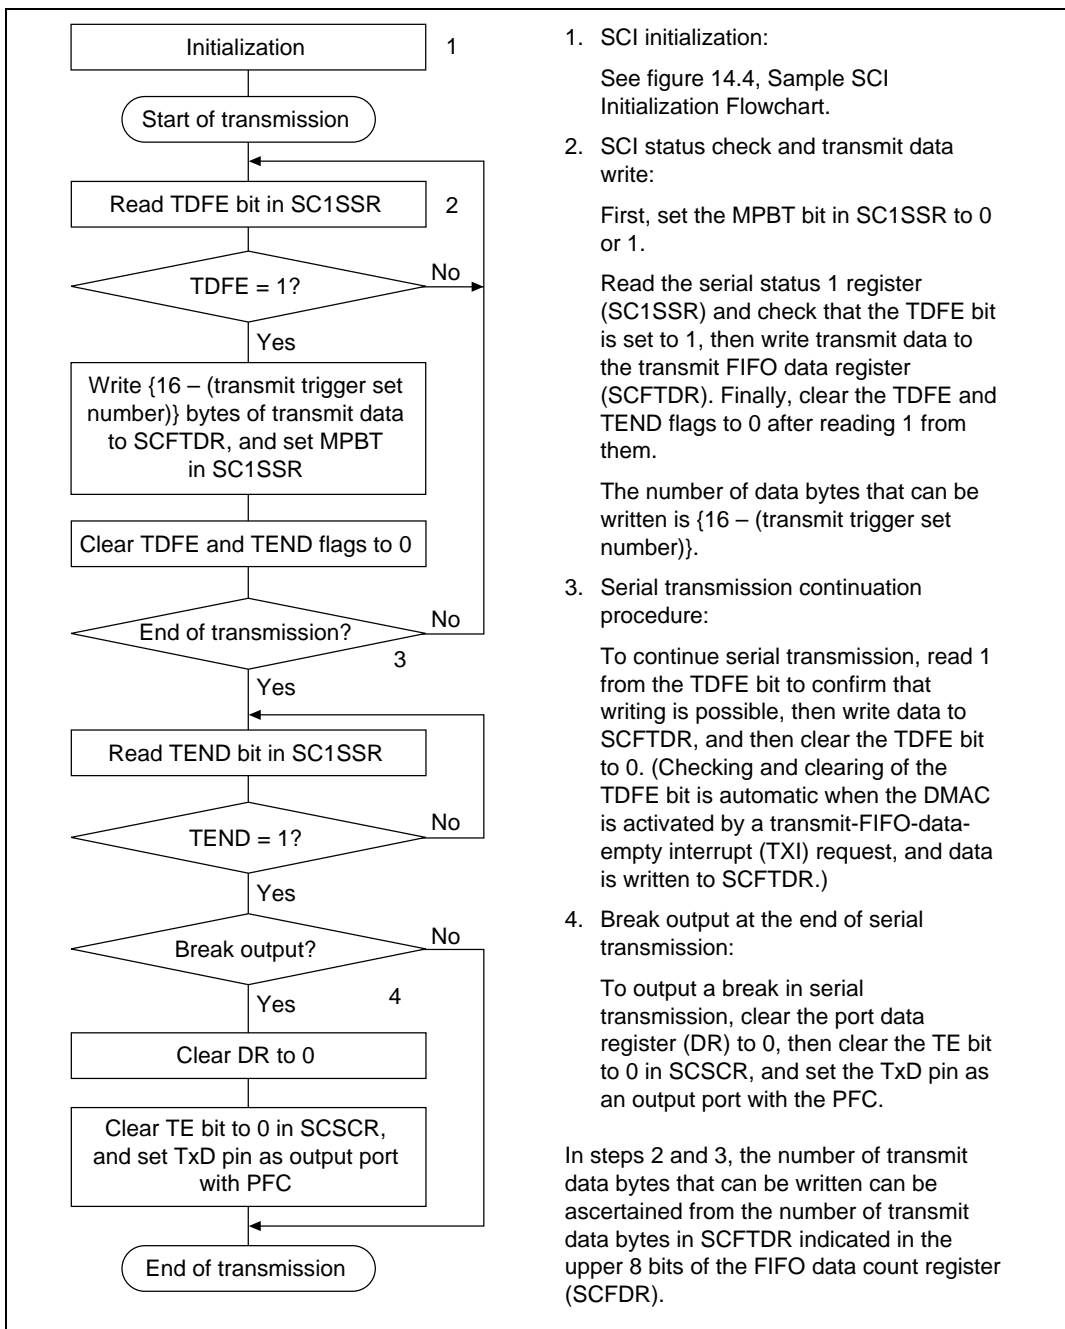 Initialization
1
Start of transmission
Read TDFE bit in SC1SSR
2
TDFE = 1?
No
Yes
Write {16 – (transmit trigger set
number)} bytes of transmit data
to SCFTDR, and set MPBT
in SC1SSR
Clear TDFE and TEND flags to 0
End of transmission?
No
3
Yes
Read TEND bit in SC1SSR
TEND = 1?
No
Yes
Break output?
No
Yes
4
Clear DR to 0
Clear TE bit to 0 in SCSCR,
and set TxD pin as output port
with PFC
End of transmission
1. SCI initialization:
See figure 14.4, Sample SCI
Initialization Flowchart.
2. SCI status check and transmit data
write:
First, set the MPBT bit in SC1SSR to 0
or 1.
Read the serial status 1 register
(SC1SSR) and check that the TDFE bit
is set to 1, then write transmit data to
the transmit FIFO data register
(SCFTDR). Finally, clear the TDFE and
TEND flags to 0 after reading 1 from
them.
The number of data bytes that can be
written is {16 – (transmit trigger set
number)}.
3. Serial transmission continuation
procedure:
To continue serial transmission, read 1
from the TDFE bit to confirm that
writing is possible, then write data to
SCFTDR, and then clear the TDFE bit
to 0. (Checking and clearing of the
TDFE bit is automatic when the DMAC
is activated by a transmit-FIFO-data-
empty interrupt (TXI) request, and data
is written to SCFTDR.)
4. Break output at the end of serial
transmission:
To output a break in serial
transmission, clear the port data
register (DR) to 0, then clear the TE bit
to 0 in SCSCR, and set the TxD pin as
an output port with the PFC.
In steps 2 and 3, the number of transmit
data bytes that can be written can be
ascertained from the number of transmit
data bytes in SCFTDR indicated in the
upper 8 bits of the FIFO data count register
(SCFDR).